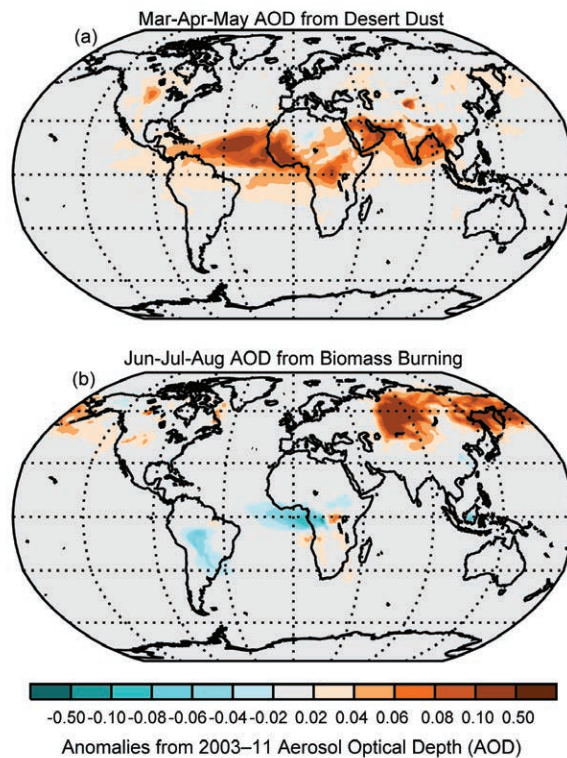 Mar-Apr-May AOD from Desert Dust
(a)
Jun-Jul-Aug AOD from Biomass Burning
(b)
-0.50 -0.10 -0.08 -0.06 -0.04 -0.02 0.02 0.04 0.06 0.08 0.10 0.50
Anomalies from 2003–11 Aerosol Optical Depth (AOD)